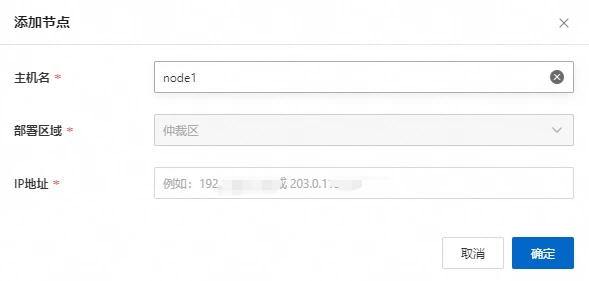 添加节点
主机名 *
node1
部署区域 *
仲裁区
IP地址 *
例如：192. 或 203.0.1
取消
确定